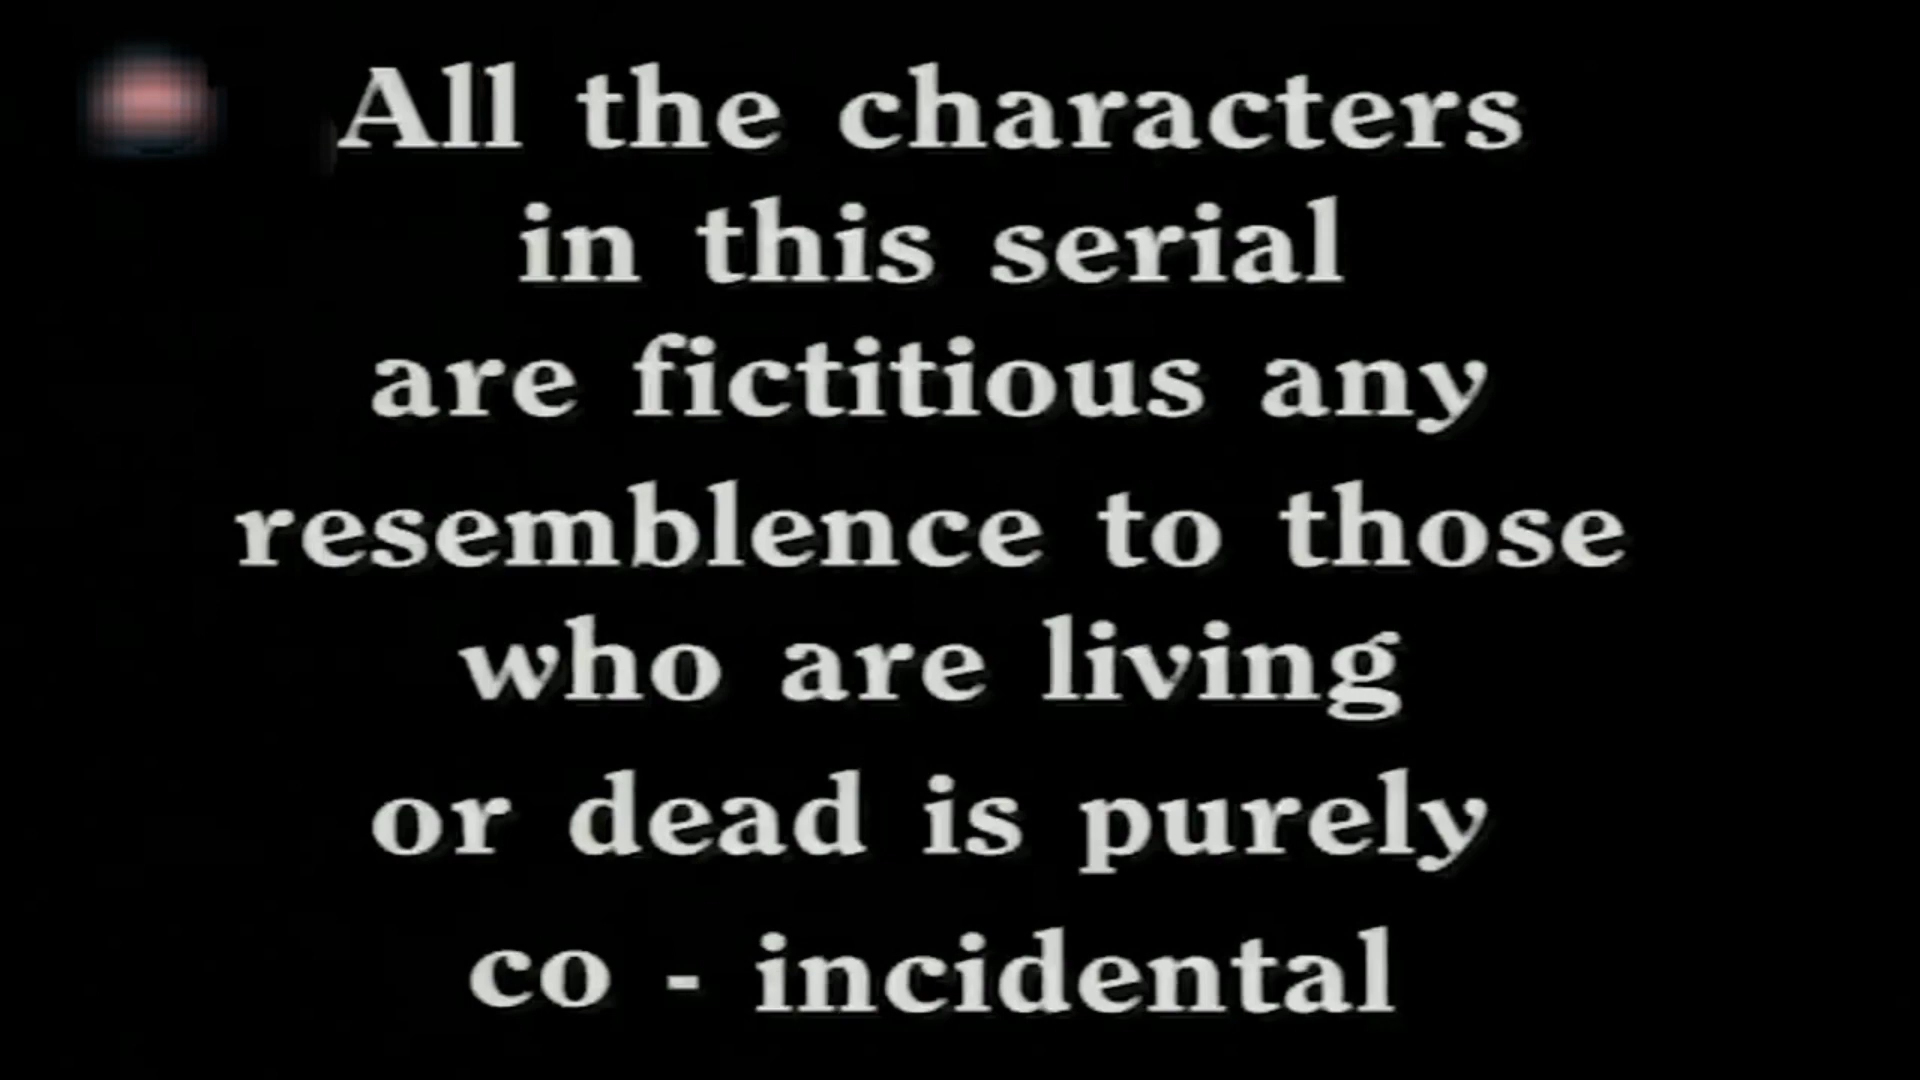 All the characters
in this serial
are fictitious any
resemblence to those
who are living
or dead is purely
co - incidental